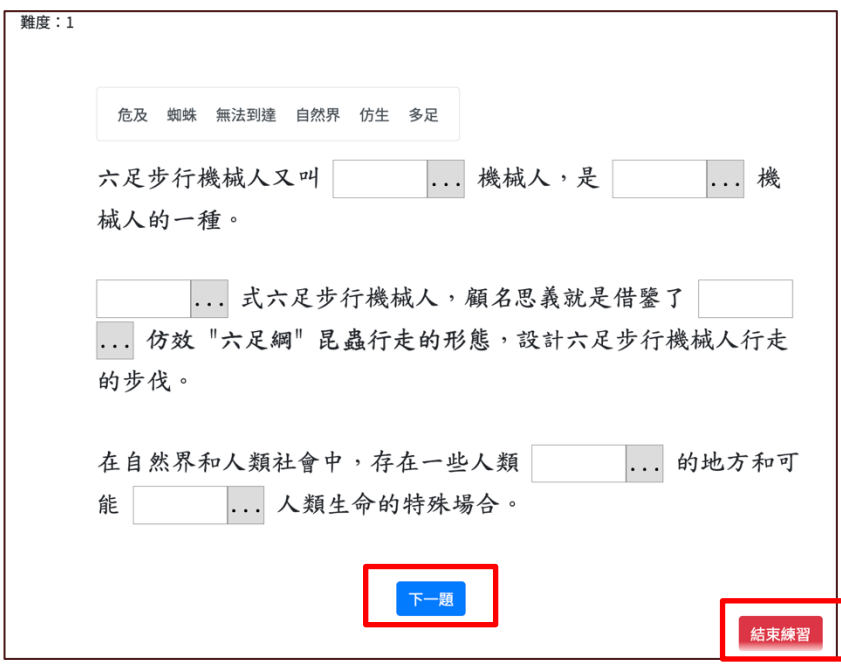 難度：1
危及 蜘蛛 無法到達 自然界 仿生 多足
六足步行機械人又叫 ... 機械人，是 ... 機
械人的一種。
... 式六足步行機械人，顧名思義就是借鑒了
... 仿效 "六足綱" 昆蟲行走的形態，設計六足步行機械人行走
的步伐。
在自然界和人類社會中，存在一些人類 ... 的地方和可
能 ... 人類生命的特殊場合。
下一題
結束練習